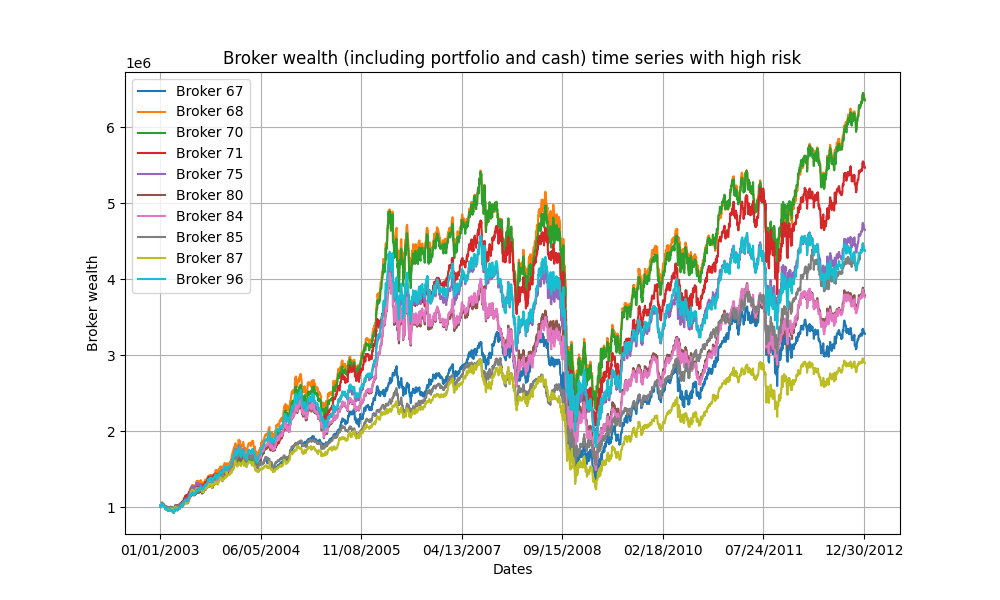 Broker wealth (including portfolio and cash) time series with high risk
1e6
Broker 67
Broker 68
Broker 70
Broker 71
Broker 75
Broker 80
Broker 84
Broker 85
Broker 87
Broker 96
6
5
4
3
2
1
Broker wealth
01/01/2003 06/05/2004 11/08/2005 04/13/2007 09/15/2008 02/18/2010 07/24/2011 12/30/2012
Dates